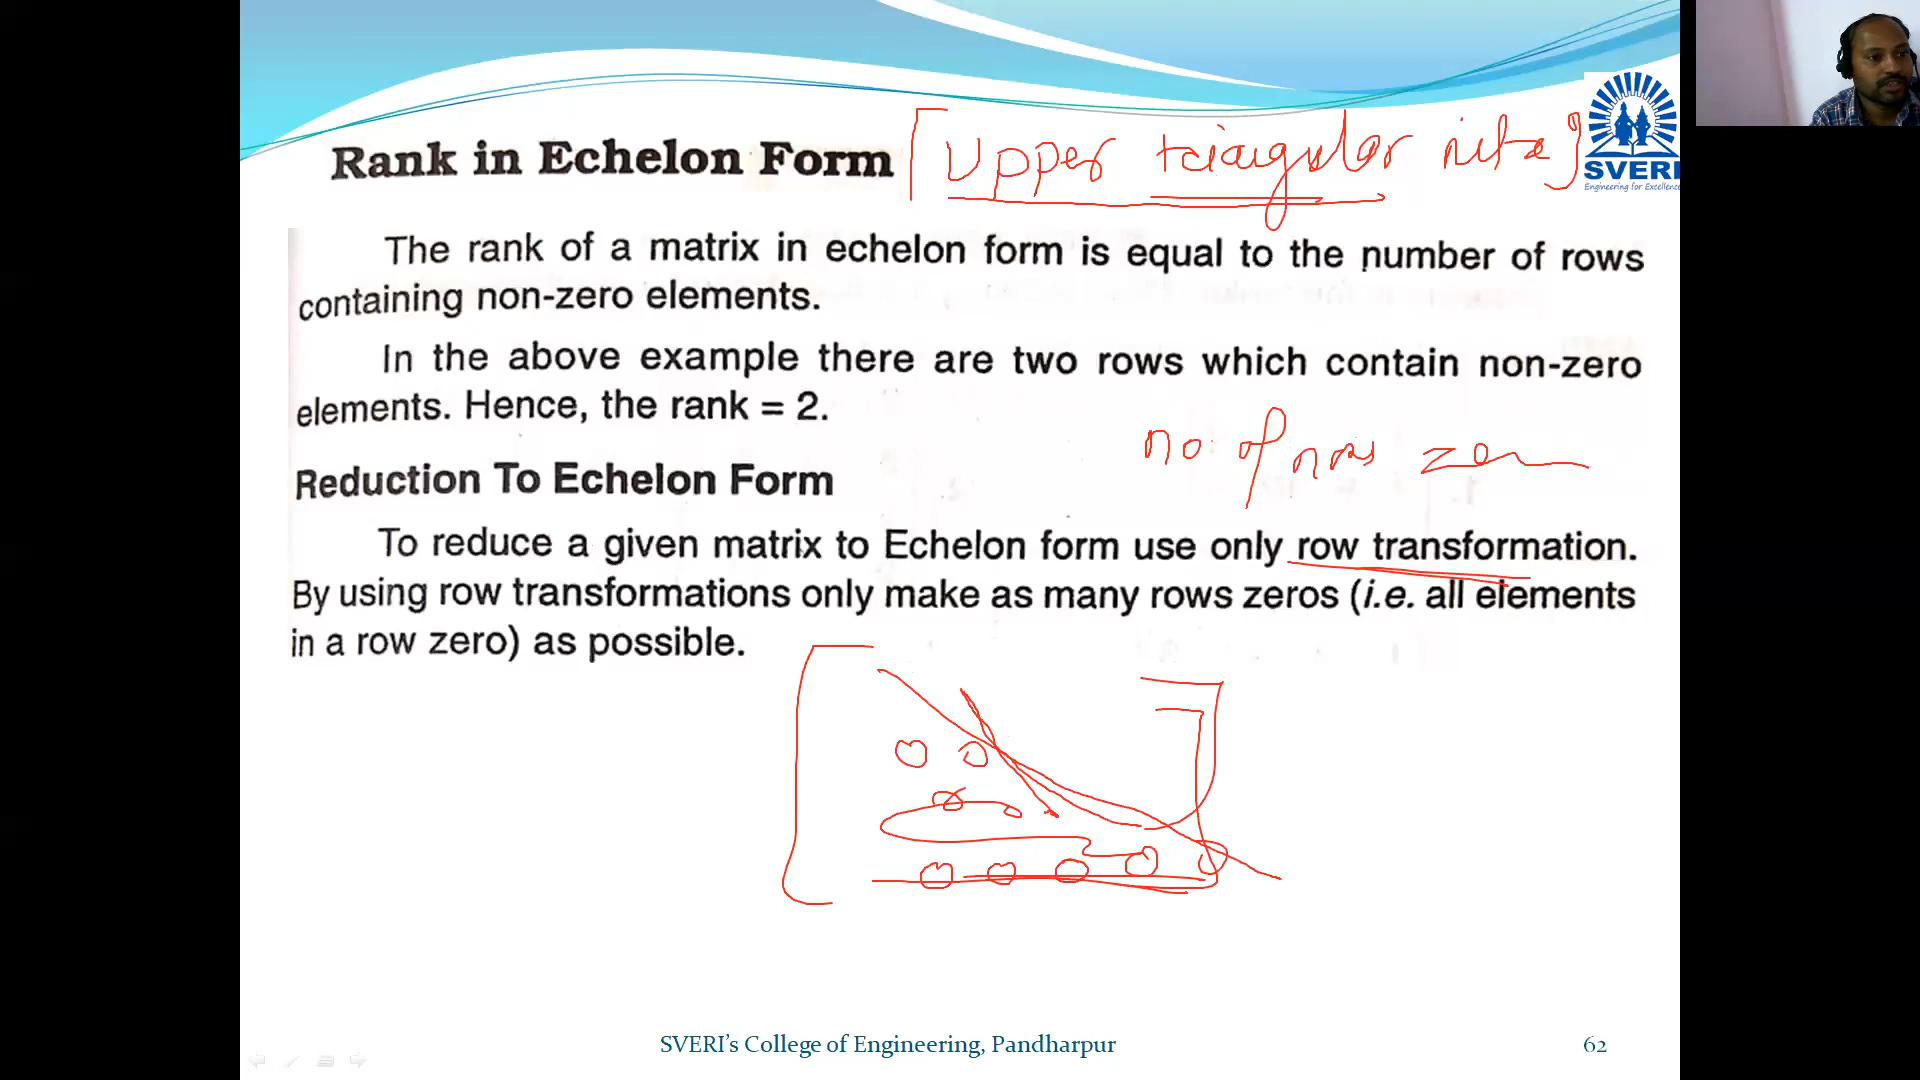 Rank in Echelon Form [Upper triangular
SVERI
Engineering for Excellence
The rank of a matrix in echelon form is equal to the number of rows
containing non-zero elements.
In the above example there are two rows which contain non-zero
elements. Hence, the rank = 2.
no of
Reduction To Echelon Form
To reduce a given matrix to Echelon form use only row transformation.
By using row transformations only make as many rows zeros (i.e. all elements
in a row zero) as possible.
SVERI's College of Engineering, Pandharpur
62